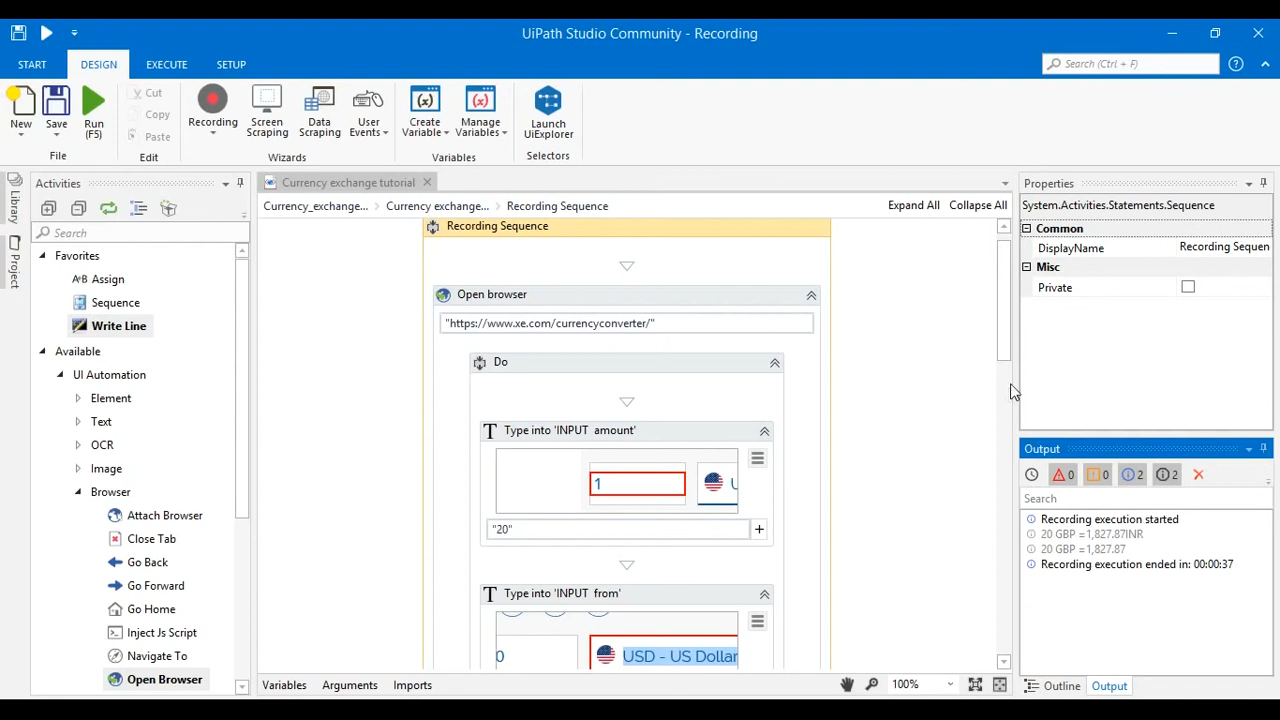 UiPath Studio Community - Recording
START
DESIGN
EXECUTE
SETUP
Search (Ctrl + F)
New
Save
Run
(F5)
Cut
Copy
Paste
Recording
Screen
Scraping
Data
Scraping
User
Events
Create
Variable
Manage
Variables
Launch
UiExplorer
File
Edit
Wizards
Variables
Selectors
Library
Project
Activities
Search
Favorites
A+B Assign
Sequence
Write Line
Available
UI Automation
Element
Text
OCR
Image
Browser
Attach Browser
Close Tab
Go Back
Go Forward
Go Home
Inject Js Script
Navigate To
Open Browser
Currency exchange tutorial
Currency_exchange... > Currency exchange... > Recording Sequence
Expand All
Collapse All
Recording Sequence
Open browser
"https://www.xe.com/currencyconverter/"
Do
T Type into 'INPUT amount'
1
U
"20"
T Type into 'INPUT from'
0
USD - US Dollar
Variables
Arguments
Imports
100%
Properties
System.Activities.Statements.Sequence
Common
DisplayName
Recording Sequen
Misc
Private
Output
0
0
2
2
Search
Recording execution started
20 GBP =1,827.87INR
20 GBP =1,827.87
Recording execution ended in: 00:00:37
Outline
Output